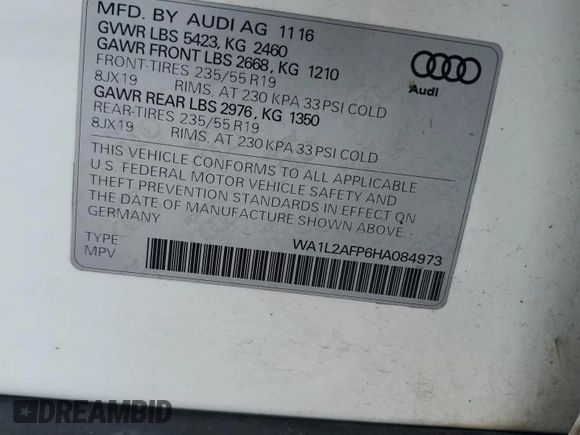 MFD. BY AUDI AG 11 16
GVWR LBS 5423, KG 2460
GAWR FRONT LBS 2668, KG 1210
FRONT-TIRES 235/55 R19
8JX19 RIMS, AT 230 KPA 33 PSI COLD
GAWR REAR LBS 2976, KG 1350
REAR-TIRES 235/55 R19
8JX19 RIMS, AT 230 KPA 33 PSI COLD
Audi
THIS VEHICLE CONFORMS TO ALL APPLICABLE
U.S. FEDERAL MOTOR VEHICLE SAFETY AND
THEFT PREVENTION STANDARDS IN EFFECT ON
THE DATE OF MANUFACTURE SHOWN ABOVE.
GERMANY
TYPE
MPV
WA1L2AFP6HA084973
DREAMBID